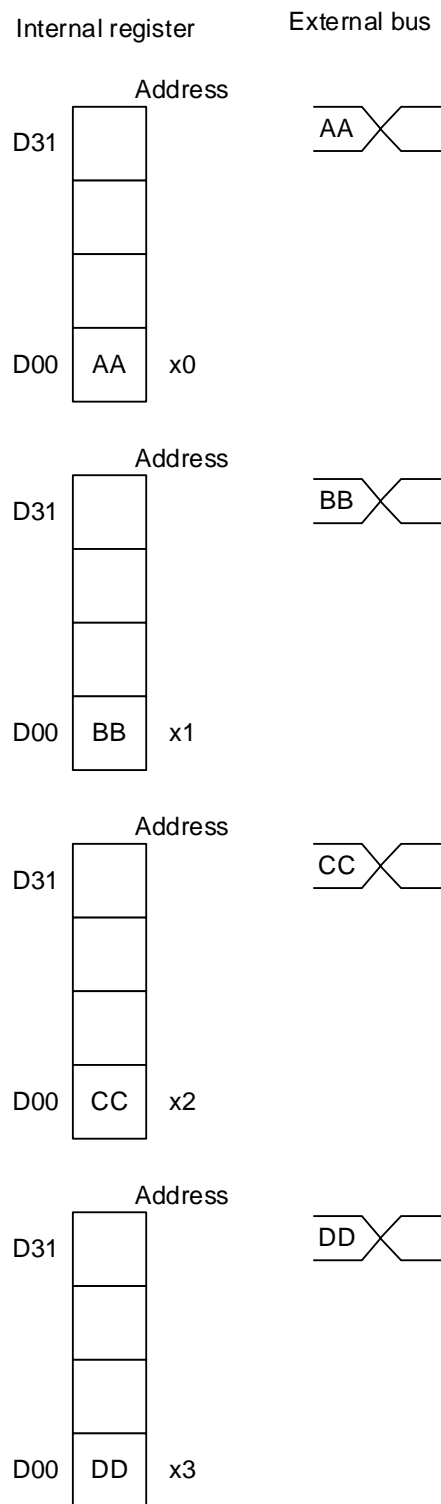 Internal register External bus
Address
D31 AA
D00 AA x0
Address
D31 BB
D00 BB x1
Address
D31 CC
D00 CC x2
Address
D31 DD
D00 DD x3